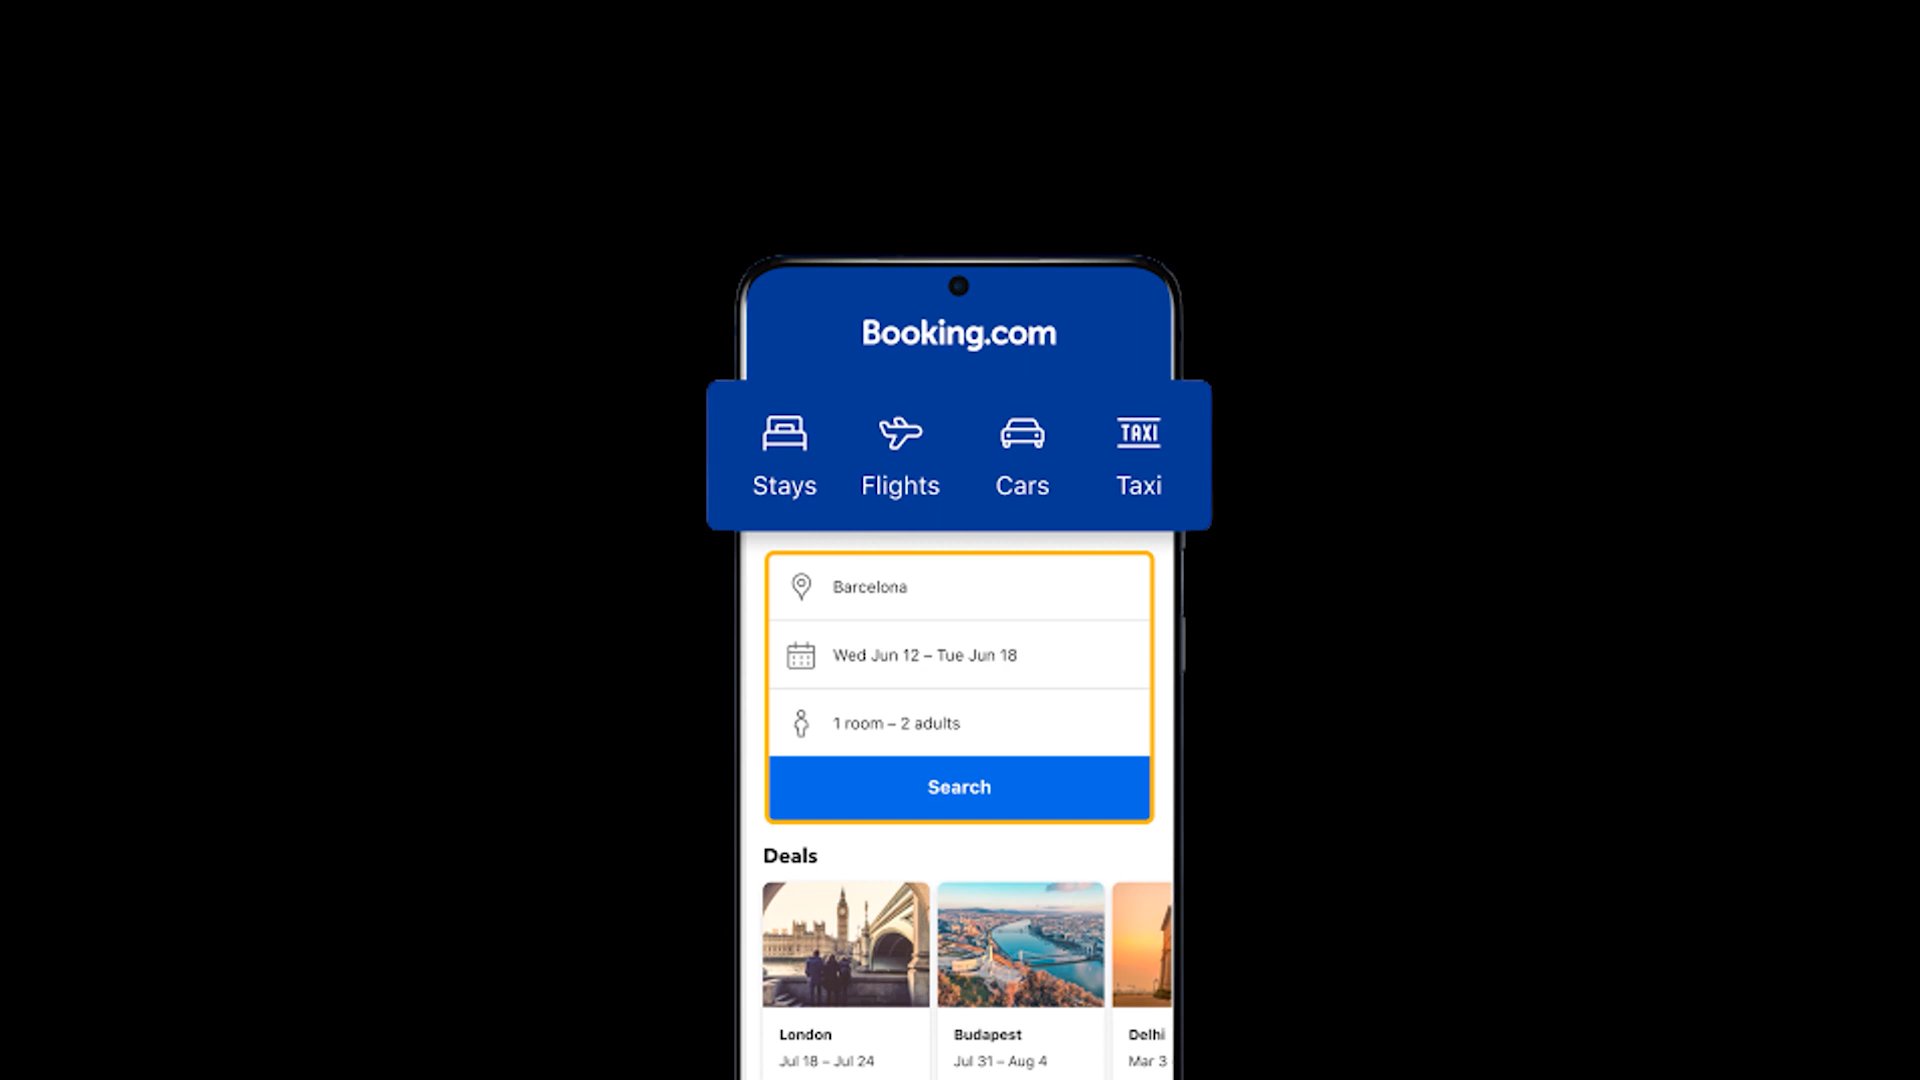 Booking.com
Stays Flights Cars TAXI Taxi
Barcelona
Wed Jun 12 – Tue Jun 18
1 room – 2 adults
Search
Deals
London Budapest Delhi
Jul 18 – Jul 24 Jul 31 – Aug 4 Mar 3